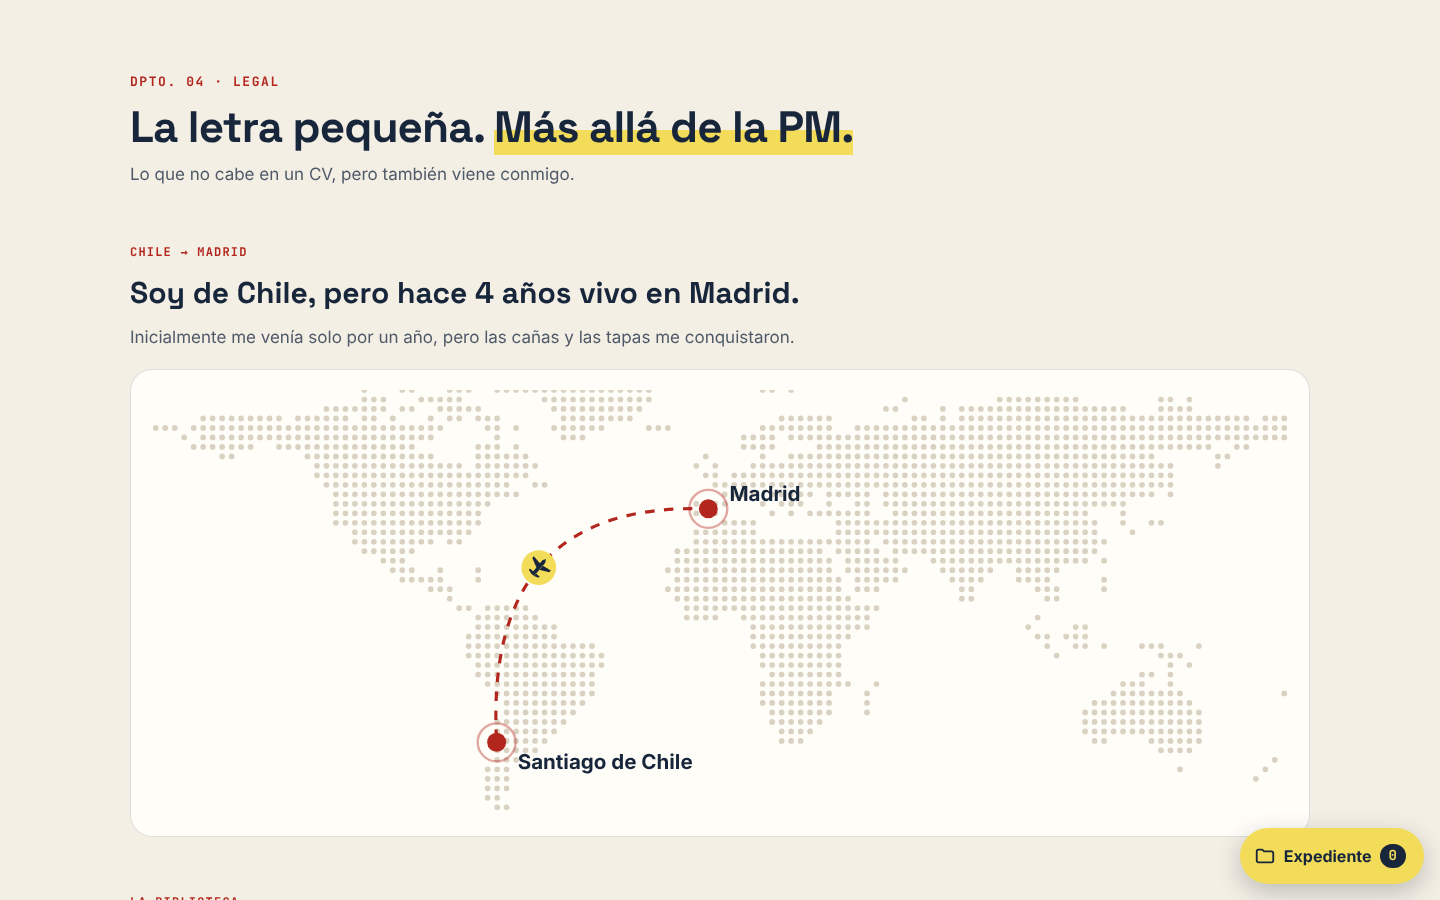 DPTO. 04 · LEGAL
La letra pequeña. Más allá de la PM.
Lo que no cabe en un CV, pero también viene conmigo.
CHILE → MADRID
Soy de Chile, pero hace 4 años vivo en Madrid.
Inicialmente me venía solo por un año, pero las cañas y las tapas me conquistaron.
Madrid
Santiago de Chile
Expediente 0
LA BIBLIOTECA